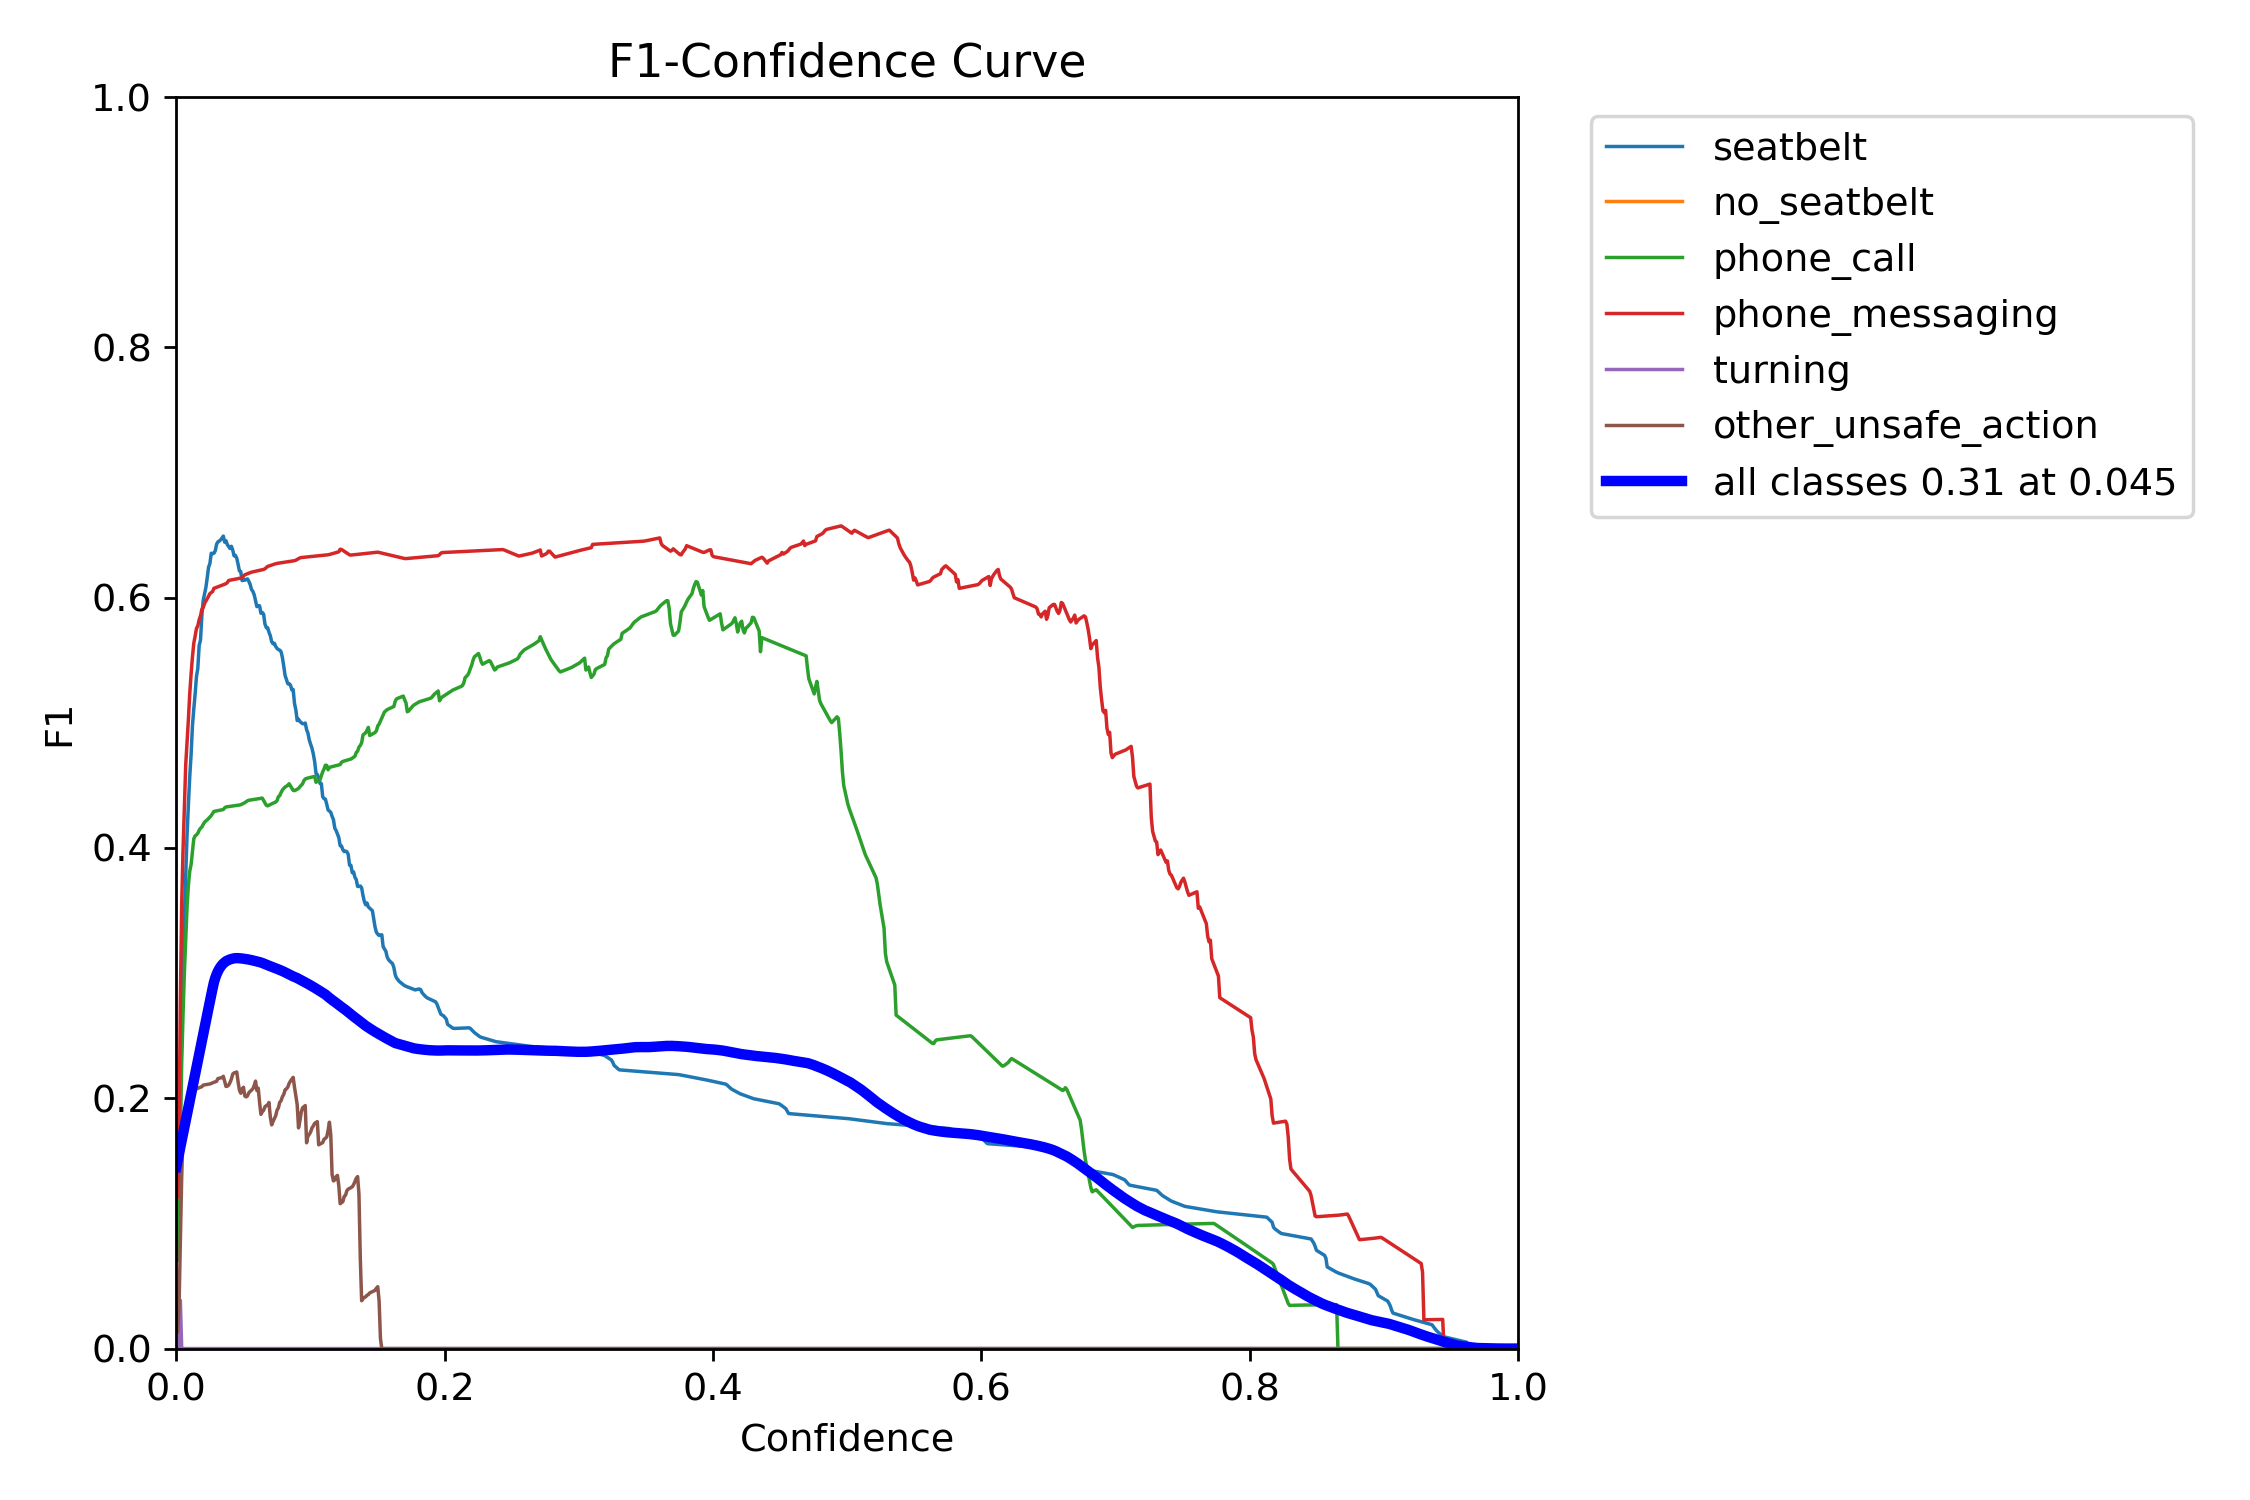 F1-Confidence Curve
1.0
0.8
0.6
0.4
0.2
0.0
F1
0.0 0.2 0.4 0.6 0.8 1.0
Confidence
seatbelt
no_seatbelt
phone_call
phone_messaging
turning
other_unsafe_action
all classes 0.31 at 0.045